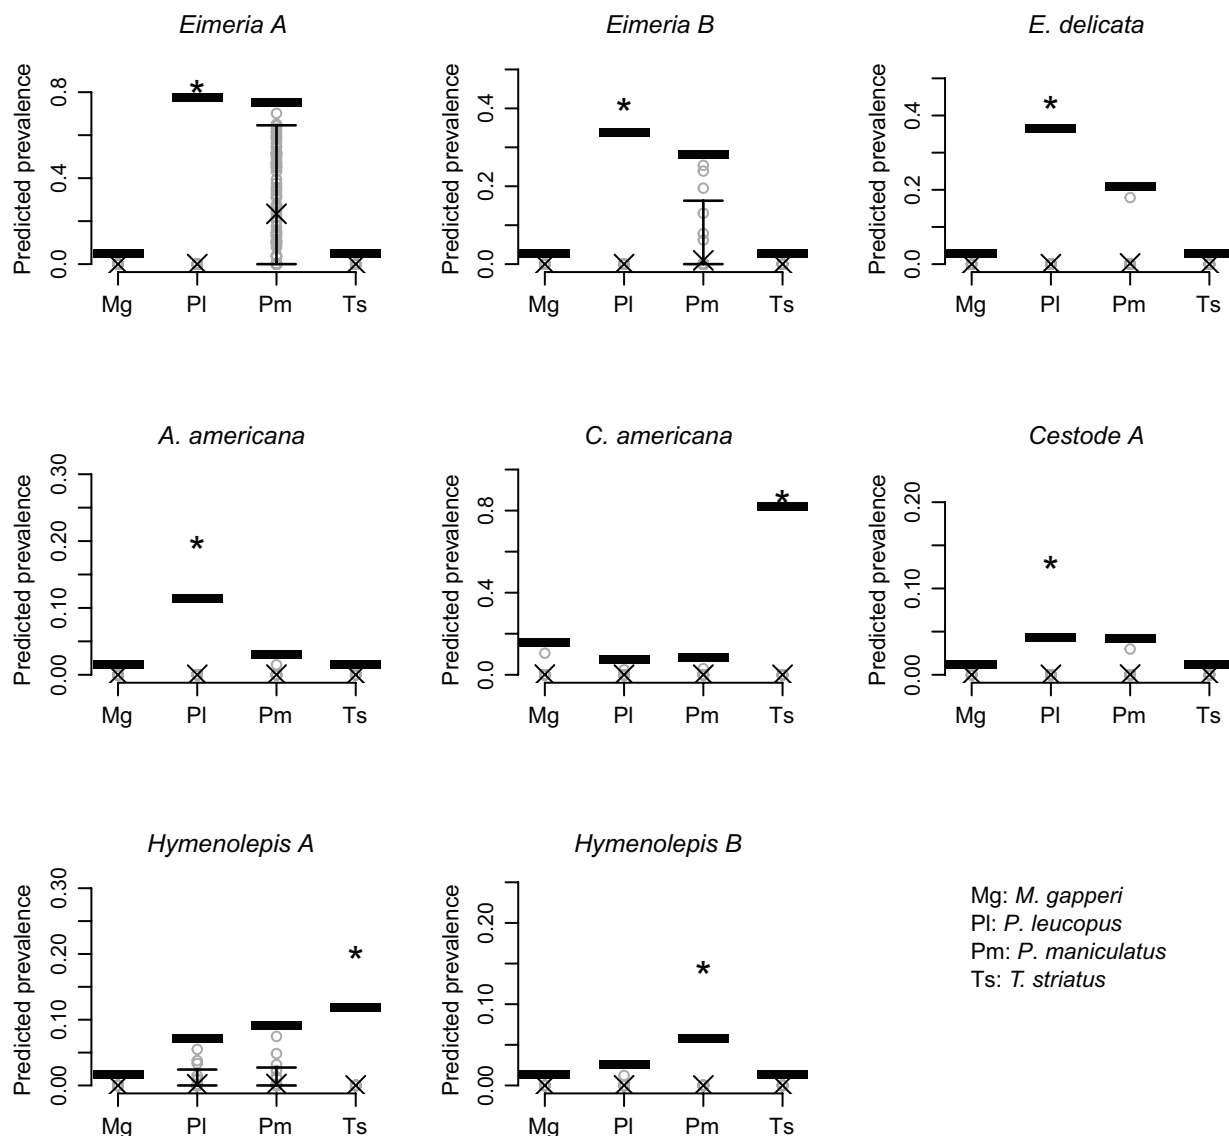 Eimeria A
Eimeria B
E. delicata
Predicted prevalence
0.0 0.4 0.8
*
Mg Pl Pm Ts
Predicted prevalence
0.0 0.2 0.4
*
Mg Pl Pm Ts
Predicted prevalence
0.0 0.2 0.4
*
Mg Pl Pm Ts
A. americana
C. americana
Cestode A
Predicted prevalence
0.00 0.10 0.20 0.30
*
Mg Pl Pm Ts
Predicted prevalence
0.0 0.4 0.8
*
Mg Pl Pm Ts
Predicted prevalence
0.00 0.10 0.20
*
Mg Pl Pm Ts
Hymenolepis A
Hymenolepis B
Predicted prevalence
0.00 0.10 0.20 0.30
*
Mg Pl Pm Ts
Predicted prevalence
0.00 0.10 0.20
*
Mg Pl Pm Ts
Mg: M. gapperi
Pl: P. leucopus
Pm: P. maniculatus
Ts: T. striatus